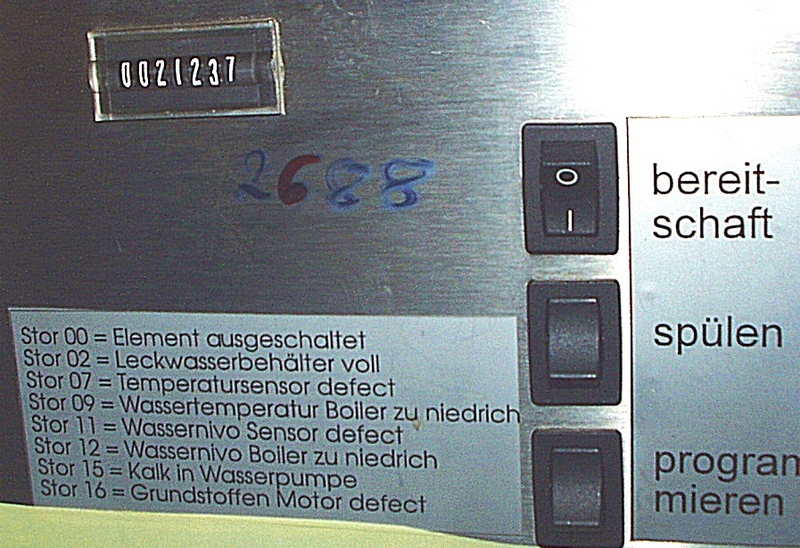 0021237
2688
O
I
bereit-
schaft
spülen
Stor 00 = Element ausgeschaltet
Stor 02 = Leckwasserbehälter voll
Stor 07 = Temperatursensor defect
Stor 09 = Wassertemperatur Boiler zu niedrich
Stor 11 = Wassernivo Sensor defect
Stor 12 = Wassernivo Boiler zu niedrich
Stor 15 = Kalk in Wasserpumpe
Stor 16 = Grundstoffen Motor defect
program
mieren